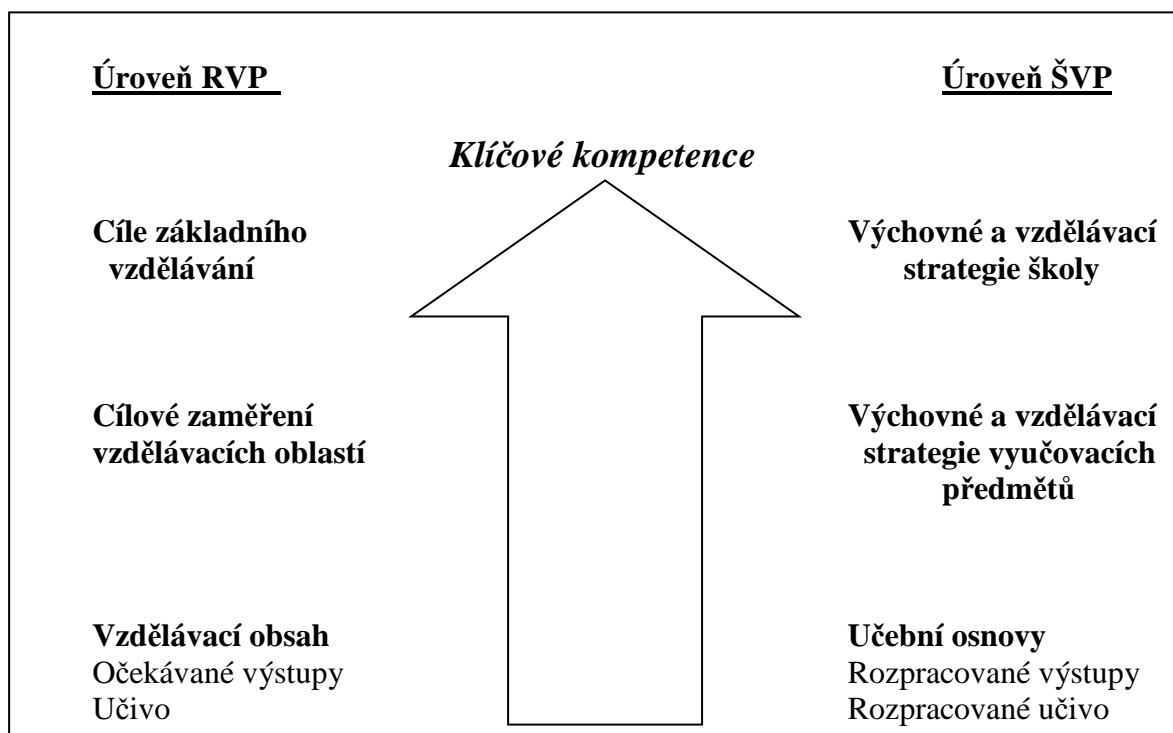 Úroveň RVP
Úroveň ŠVP
Klíčové kompetence
Cíle základního
vzdělávání
Výchovné a vzdělávací
strategie školy
Cílové zaměření
vzdělávacích oblastí
Výchovné a vzdělávací
strategie vyučovacích
předmětů
Vzdělávací obsah
Očekávané výstupy
Učivo
Učební osnovy
Rozpracované výstupy
Rozpracované učivo